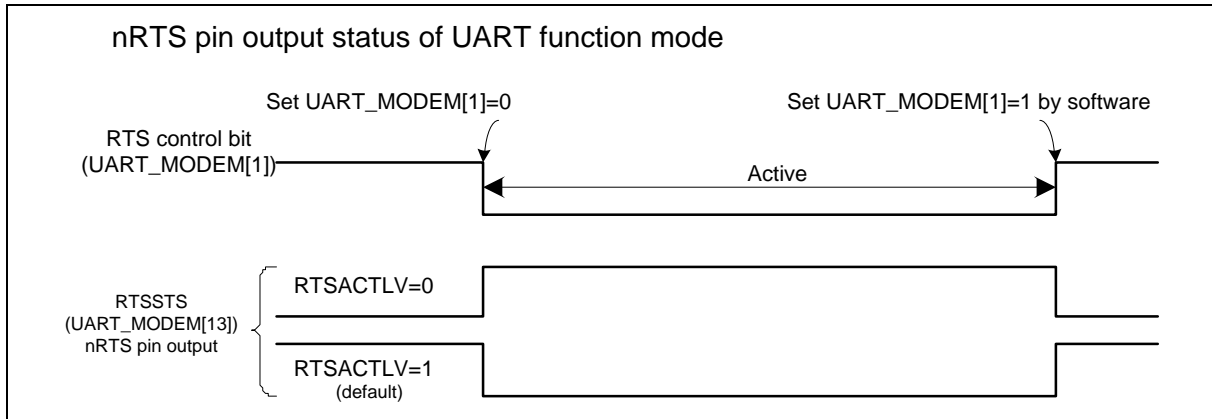 nRTS pin output status of UART function mode
Set UART_MODEM[1]=0
Set UART_MODEM[1]=1 by software
RTS control bit
(UART_MODEM[1])
Active
RTSACTLV=0
RTSSTS
(UART_MODEM[13])
nRTS pin output
RTSACTLV=1
(default)